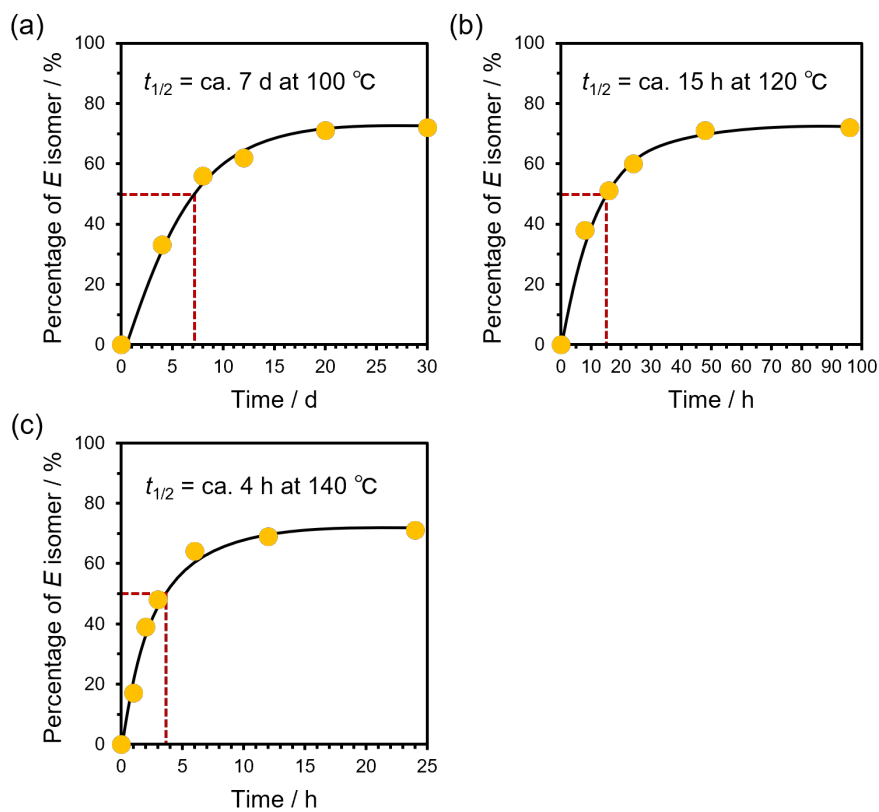 (a)
t1/2 = ca. 7 d at 100 ℃
Percentage of E isomer / %
100
80
60
40
20
0
0 5 10 15 20 25 30
Time / d
(b)
t1/2 = ca. 15 h at 120 ℃
Percentage of E isomer / %
100
80
60
40
20
0
0 10 20 30 40 50 60 70 80 90 100
Time / h
(c)
t1/2 = ca. 4 h at 140 ℃
Percentage of E isomer / %
100
80
60
40
20
0
0 5 10 15 20 25
Time / h